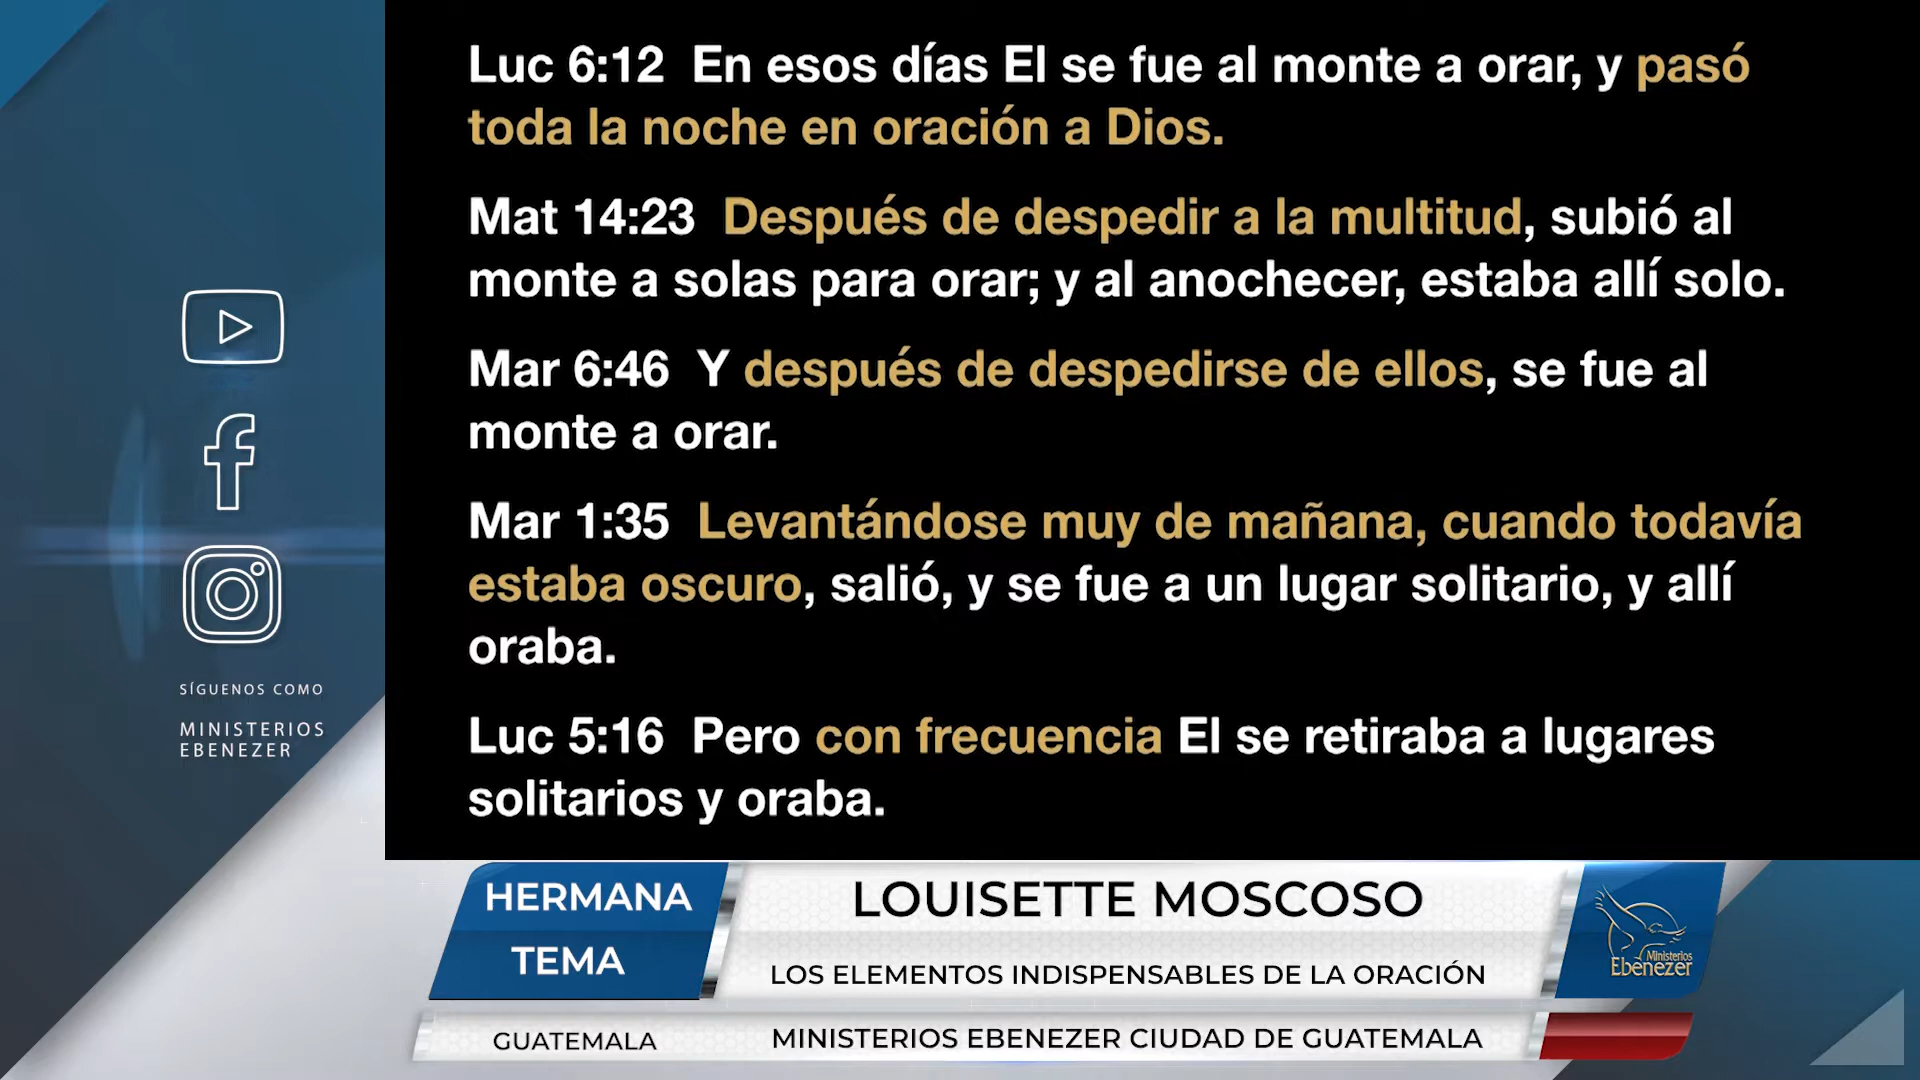 Luc 6:12  En esos días El se fue al monte a orar, y pasó
toda la noche en oración a Dios.
Mat 14:23  Después de despedir a la multitud, subió al
monte a solas para orar; y al anochecer, estaba allí solo.
Mar 6:46  Y después de despedirse de ellos, se fue al
monte a orar.
Mar 1:35  Levantándose muy de mañana, cuando todavía
estaba oscuro, salió, y se fue a un lugar solitario, y allí
oraba.
Luc 5:16  Pero con frecuencia El se retiraba a lugares
solitarios y oraba.
SÍGUENOS COMO
MINISTERIOS
EBENEZER
HERMANA
LOUISETTE MOSCOSO
TEMA
LOS ELEMENTOS INDISPENSABLES DE LA ORACIÓN
Ministerios
Ebenezer
GUATEMALA
MINISTERIOS EBENEZER CIUDAD DE GUATEMALA